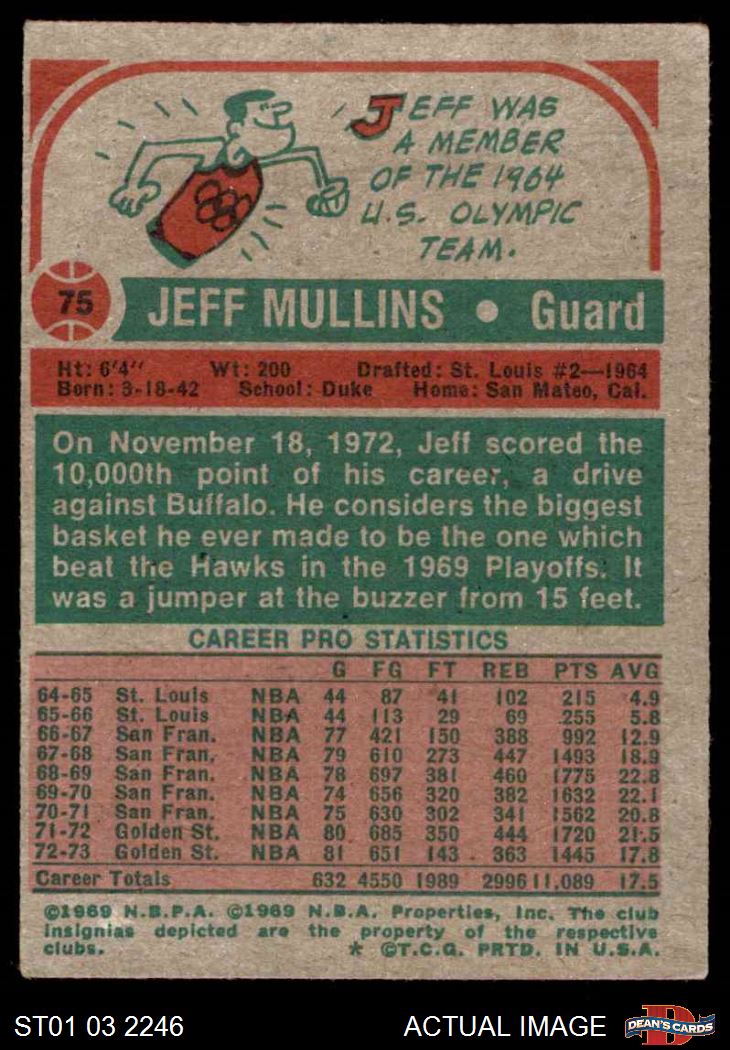 JEFF WAS
A MEMBER
OF THE 1964
U.S. OLYMPIC
TEAM.
75 JEFF MULLINS • Guard
Ht: 6'4" Wt: 200 Drafted: St. Louis #2—1964
Born: 3-18-42 School: Duke Home: San Mateo, Cal.
On November 18, 1972, Jeff scored the
10,000th point of his career, a drive
against Buffalo. He considers the biggest
basket he ever made to be the one which
beat the Hawks in the 1969 Playoffs. It
was a jumper at the buzzer from 15 feet.
CAREER PRO STATISTICS
G FG FT REB PTS AVG
64-65 St. Louis NBA 44 87 41 102 215 4.9
65-66 St. Louis NBA 44 113 29 69 255 5.8
66-67 San Fran. NBA 77 421 150 388 992 12.9
67-68 San Fran. NBA 79 610 273 447 1493 18.9
68-69 San Fran. NBA 78 697 381 460 1775 22.8
69-70 San Fran. NBA 74 656 320 382 1632 22.1
70-71 San Fran. NBA 75 630 302 341 1562 20.8
71-72 Golden St. NBA 80 685 350 444 1720 21.5
72-73 Golden St. NBA 81 651 143 363 1445 17.8
Career Totals 632 4550 1989 2996 11,089 17.5
©1969 N.B.P.A. ©1969 N.B.A. Properties, Inc. The club
insignias depicted are the property of the respective
clubs. * ©T.C.G. PRTD. IN U.S.A.
ST01 03 2246 ACTUAL IMAGE D DEAN'S CARDS